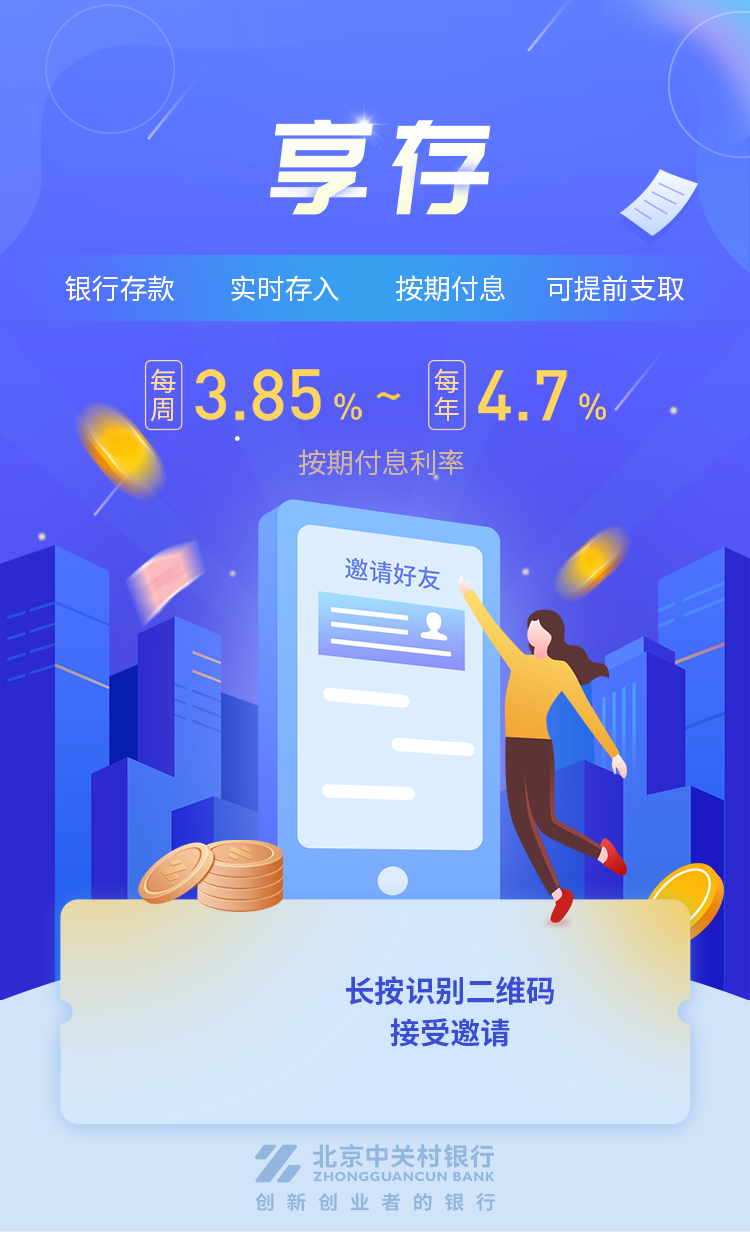 享存
银行存款 实时存入 按期付息 可提前支取
每周 3.85% ~ 每年 4.7%
按期付息利率
邀请好友
长按识别二维码
接受邀请
北京中关村银行
ZHONGGUANCUN BANK
创新创业者的银行